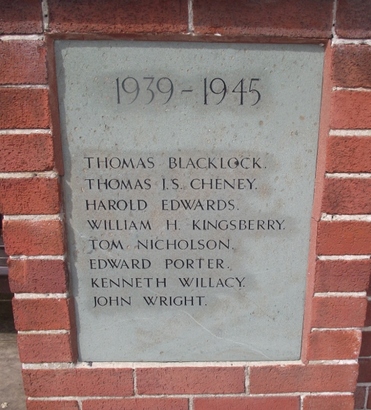 1939-1945
THOMAS BLACKLOCK.
THOMAS J.S. CHENEY.
HAROLD EDWARDS.
WILLIAM H. KINGSBERRY.
TOM NICHOLSON.
EDWARD PORTER.
KENNETH WILLACY.
JOHN WRIGHT.